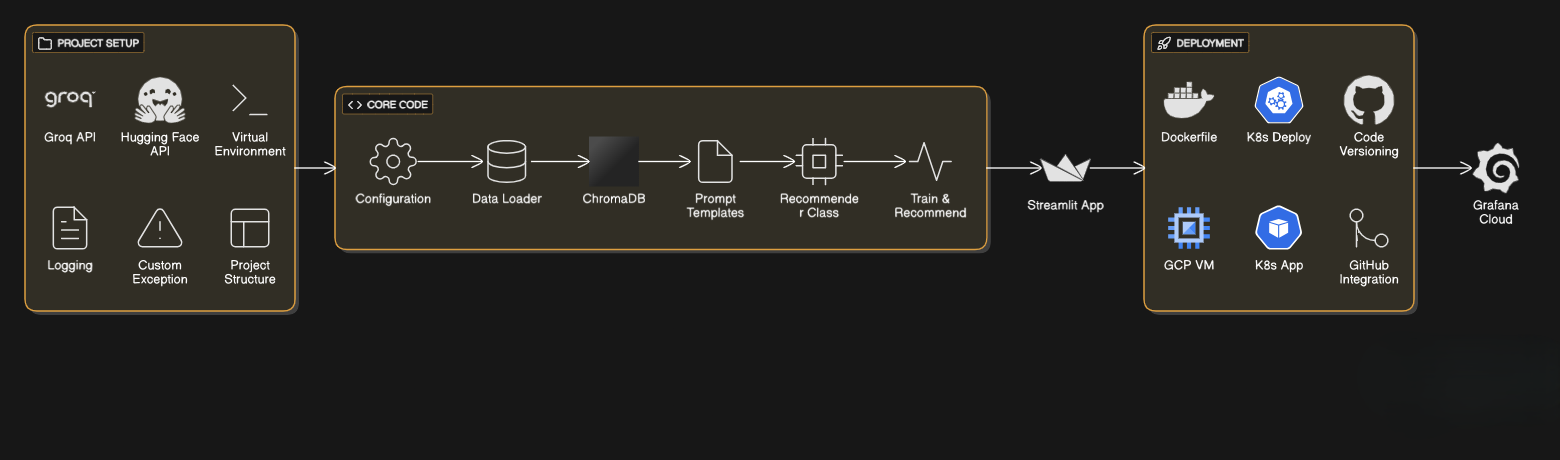 PROJECT SETUP
groq
Groq API
Hugging Face
API
Virtual
Environment
Logging
Custom
Exception
Project
Structure
CORE CODE
Configuration
Data Loader
ChromaDB
Prompt
Templates
Recommende
r Class
Train &
Recommend
Streamlit App
DEPLOYMENT
Dockerfile
K8s Deploy
Code
Versioning
GCP VM
K8s App
GitHub
Integration
Grafana
Cloud